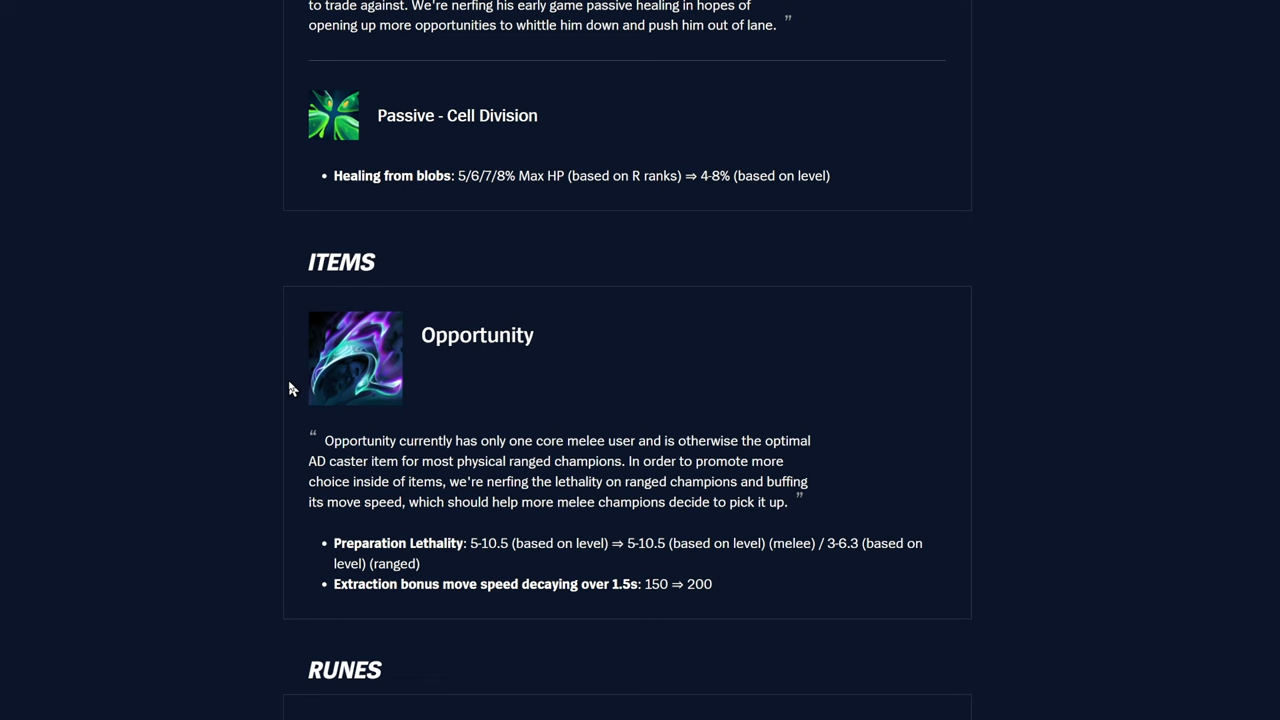 to trade against. We're nerfing his early game passive healing in hopes of
opening up more opportunities to whittle him down and push him out of lane. ”
Passive - Cell Division
• Healing from blobs: 5/6/7/8% Max HP (based on R ranks) ⇒ 4-8% (based on level)
ITEMS
Opportunity
“ Opportunity currently has only one core melee user and is otherwise the optimal
AD caster item for most physical ranged champions. In order to promote more
choice inside of items, we're nerfing the lethality on ranged champions and buffing
its move speed, which should help more melee champions decide to pick it up. ”
• Preparation Lethality: 5-10.5 (based on level) ⇒ 5-10.5 (based on level) (melee) / 3-6.3 (based on
level) (ranged)
• Extraction bonus move speed decaying over 1.5s: 150 ⇒ 200
RUNES